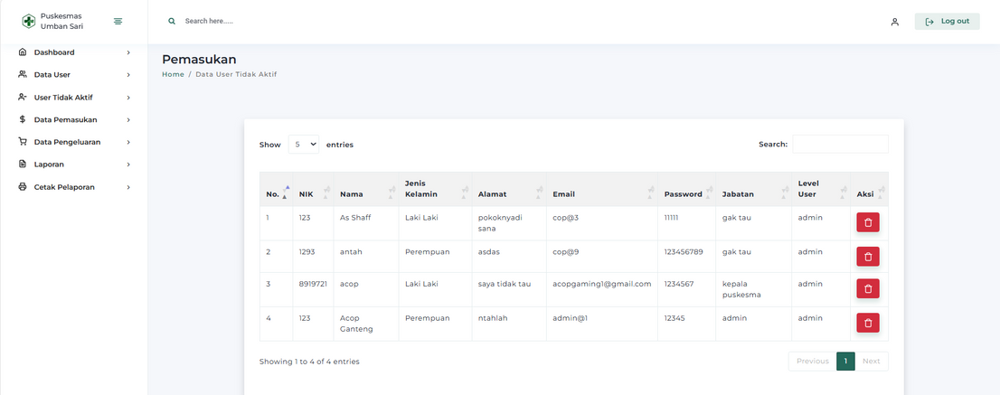 Puskesmas
Umban Sari
Search here.....
Log out
Dashboard
Data User
User Tidak Aktif
Data Pemasukan
Data Pengeluaran
Laporan
Cetak Pelaporan
Pemasukan
Home / Data User Tidak Aktif
Show 5 entries
Search:
No. NIK Nama Jenis Kelamin Alamat Email Password Jabatan Level User Aksi
1 123 As Shaff Laki Laki pokoknyadi sana cop@3 11111 gak tau admin
2 1293 antah Perempuan asdas cop@9 123456789 gak tau admin
3 8919721 acop Laki Laki saya tidak tau acopgaming1@gmail.com 1234567 kepala puskesma admin
4 123 Acop Ganteng Perempuan ntahlah admin@1 12345 admin admin
Showing 1 to 4 of 4 entries
Previous 1 Next